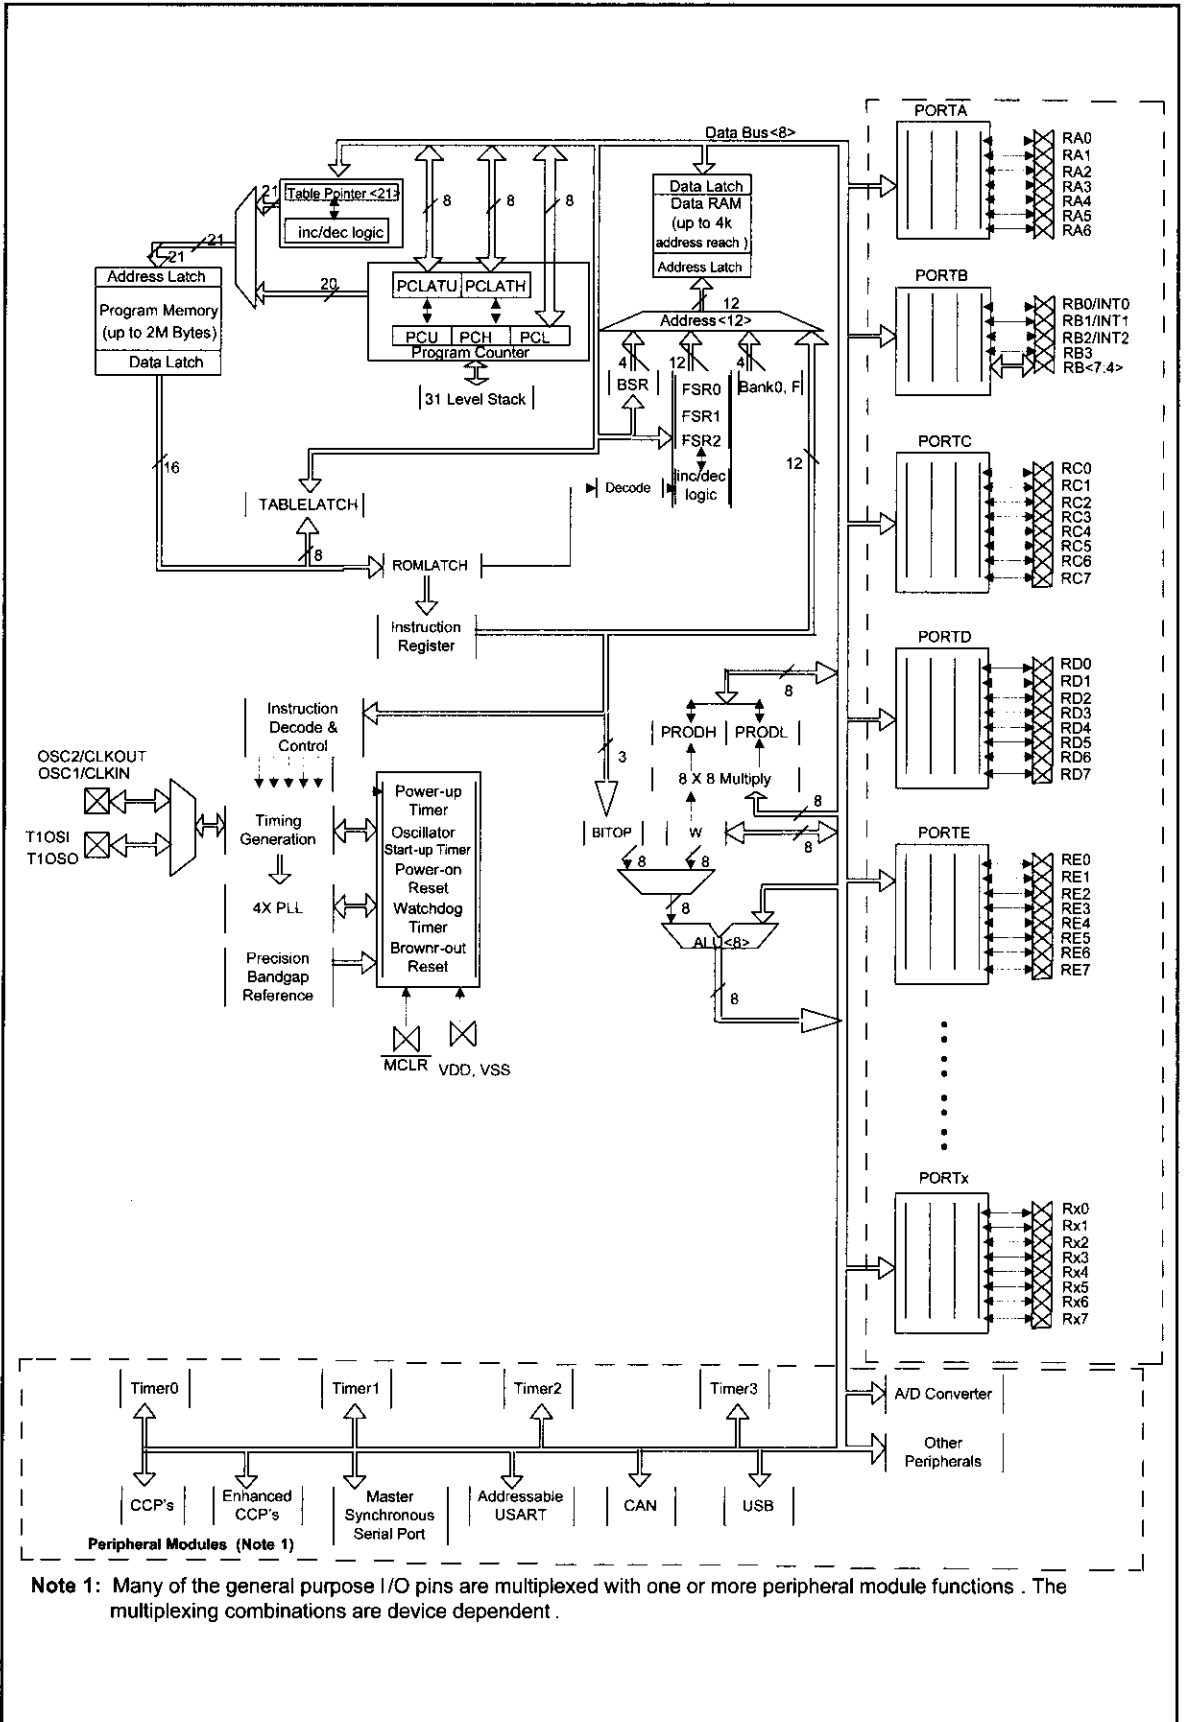 PORTA
Data Bus<8>
RA0
RA1
RA2
RA3
RA4
RA5
RA6
21
Table Pointer <21>
8
8
8
inc/dec logic
Data Latch
Data RAM
(up to 4k
address reach )
Address Latch
21
21
Address Latch
Program Memory
(up to 2M Bytes)
Data Latch
20
PCLATU
PCLATH
PCU
PCH
PCL
Program Counter
31 Level Stack
12
Address<12>
4
12
4
BSR
FSR0
FSR1
FSR2
inc/dec
logic
Bank0, F
12
PORTB
RB0/INT0
RB1/INT1
RB2/INT2
RB3
RB<7:4>
16
TABLELATCH
8
Decode
ROMLATCH
Instruction
Register
PORTC
RC0
RC1
RC2
RC3
RC4
RC5
RC6
RC7
PORTD
RD0
RD1
RD2
RD3
RD4
RD5
RD6
RD7
8
PRODH
PRODL
8 X 8 Multiply
3
8
BITOP
W
8
8
8
8
ALU<8>
8
Instruction
Decode &
Control
OSC2/CLKOUT
OSC1/CLKIN
T1OSI
T1OSO
Timing
Generation
4X PLL
Precision
Bandgap
Reference
Power-up
Timer
Oscillator
Start-up Timer
Power-on
Reset
Watchdog
Timer
Brownr-out
Reset
MCLR
VDD, VSS
PORTE
RE0
RE1
RE2
RE3
RE4
RE5
RE6
RE7
PORTx
Rx0
Rx1
Rx2
Rx3
Rx4
Rx5
Rx6
Rx7
Timer0
Timer1
Timer2
Timer3
A/D Converter
Other
Peripherals
CCP's
Enhanced
CCP's
Master
Synchronous
Serial Port
Addressable
USART
CAN
USB
Peripheral Modules (Note 1)
Note 1: Many of the general purpose I/O pins are multiplexed with one or more peripheral module functions . The
multiplexing combinations are device dependent .